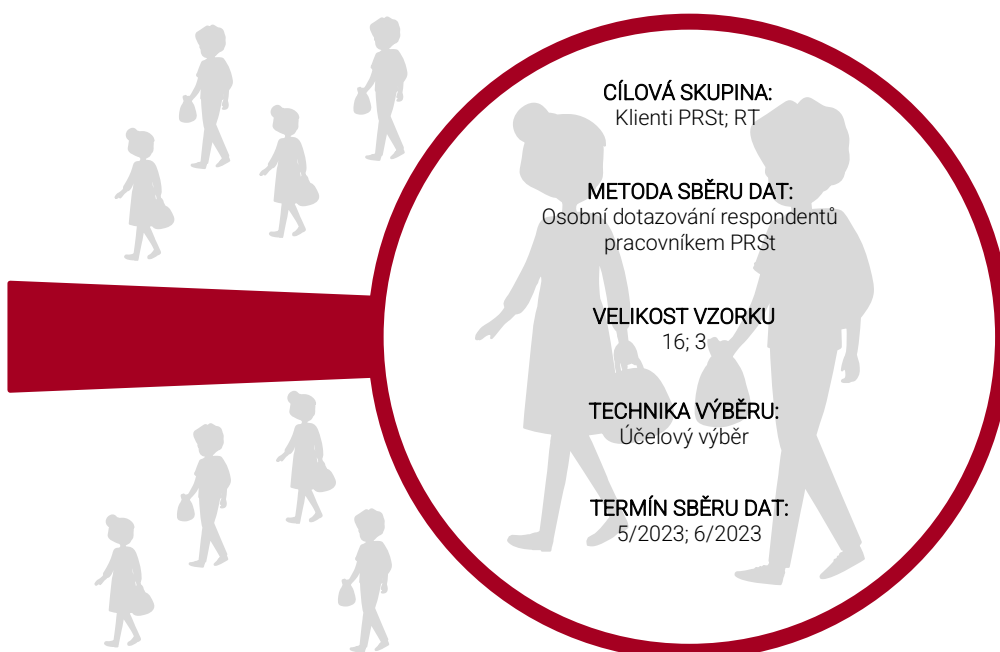 CÍLOVÁ SKUPINA:
Klienti PRSt; RT
METODA SBĚRU DAT:
Osobní dotazování respondentů
pracovníkem PRSt
VELIKOST VZORKU
16; 3
TECHNIKA VÝBĚRU:
Účelový výběr
TERMÍN SBĚRU DAT:
5/2023; 6/2023